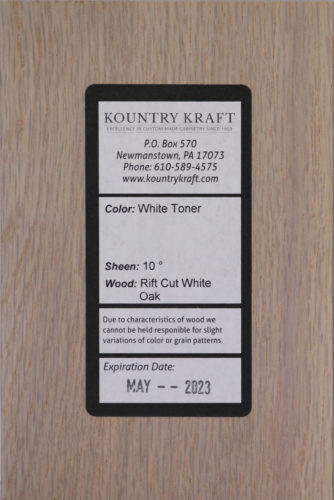 KOUNTRY KRAFT
EXCELLENCE IN CUSTOM MADE CABINETRY SINCE 1959
P.O. Box 570
Newmanstown, PA 17073
Phone: 610-589-4575
www.kountrykraft.com
Color: White Toner
Sheen: 10 °
Wood: Rift Cut White
Oak
Due to characteristics of wood we
cannot be held responsible for slight
variations of color or grain patterns.
Expiration Date:
MAY -- 2023